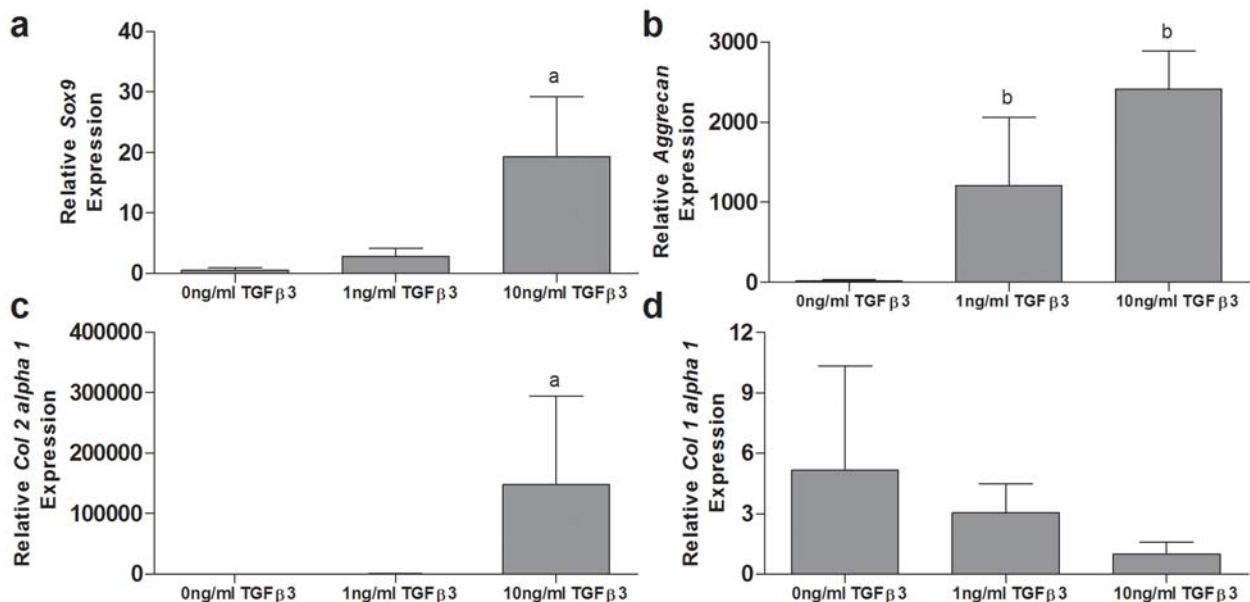 a
Relative Sox9
Expression
40
30
20
10
0
a
0ng/ml TGFβ3
1ng/ml TGFβ3
10ng/ml TGFβ3
b
Relative Aggrecan
Expression
3000
2000
1000
0
b
b
0ng/ml TGFβ3
1ng/ml TGFβ3
10ng/ml TGFβ3
c
Relative Col 2 alpha 1
Expression
400000
300000
200000
100000
0
a
0ng/ml TGFβ3
1ng/ml TGFβ3
10ng/ml TGFβ3
d
Relative Col 1 alpha 1
Expression
12
9
6
3
0
0ng/ml TGFβ3
1ng/ml TGFβ3
10ng/ml TGFβ3